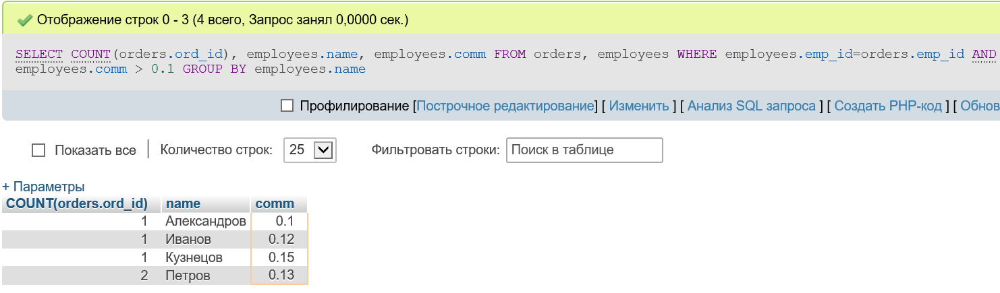 Отображение строк 0 - 3 (4 всего, Запрос занял 0,0000 сек.)
SELECT COUNT(orders.ord_id), employees.name, employees.comm FROM orders, employees WHERE employees.emp_id=orders.emp_id AND
employees.comm > 0.1 GROUP BY employees.name
Профилирование [Построчное редактирование] [ Изменить ] [ Анализ SQL запроса ] [ Создать PHP-код ] [ Обнов
Показать все Количество строк: 25 Фильтровать строки: Поиск в таблице
+ Параметры
COUNT(orders.ord_id) name comm
1 Александров 0.1
1 Иванов 0.12
1 Кузнецов 0.15
2 Петров 0.13